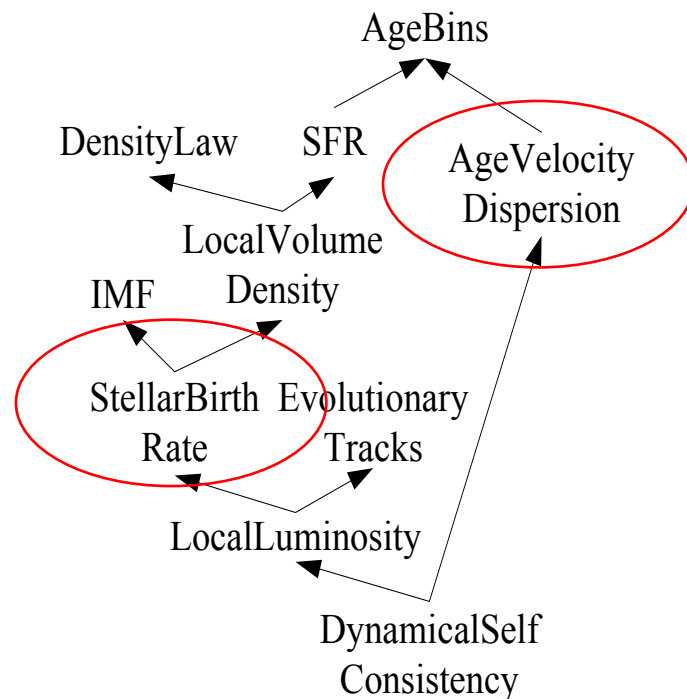 AgeBins
DensityLaw
SFR
AgeVelocity
Dispersion
LocalVolume
Density
IMF
StellarBirth
Rate
Evolutionary
Tracks
LocalLuminosity
DynamicalSelf
Consistency